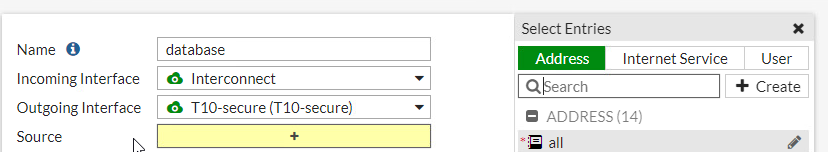 Name database
Incoming Interface Interconnect
Outgoing Interface T10-secure (T10-secure)
Source +
Select Entries
Address Internet Service User
Search + Create
ADDRESS (14)
all